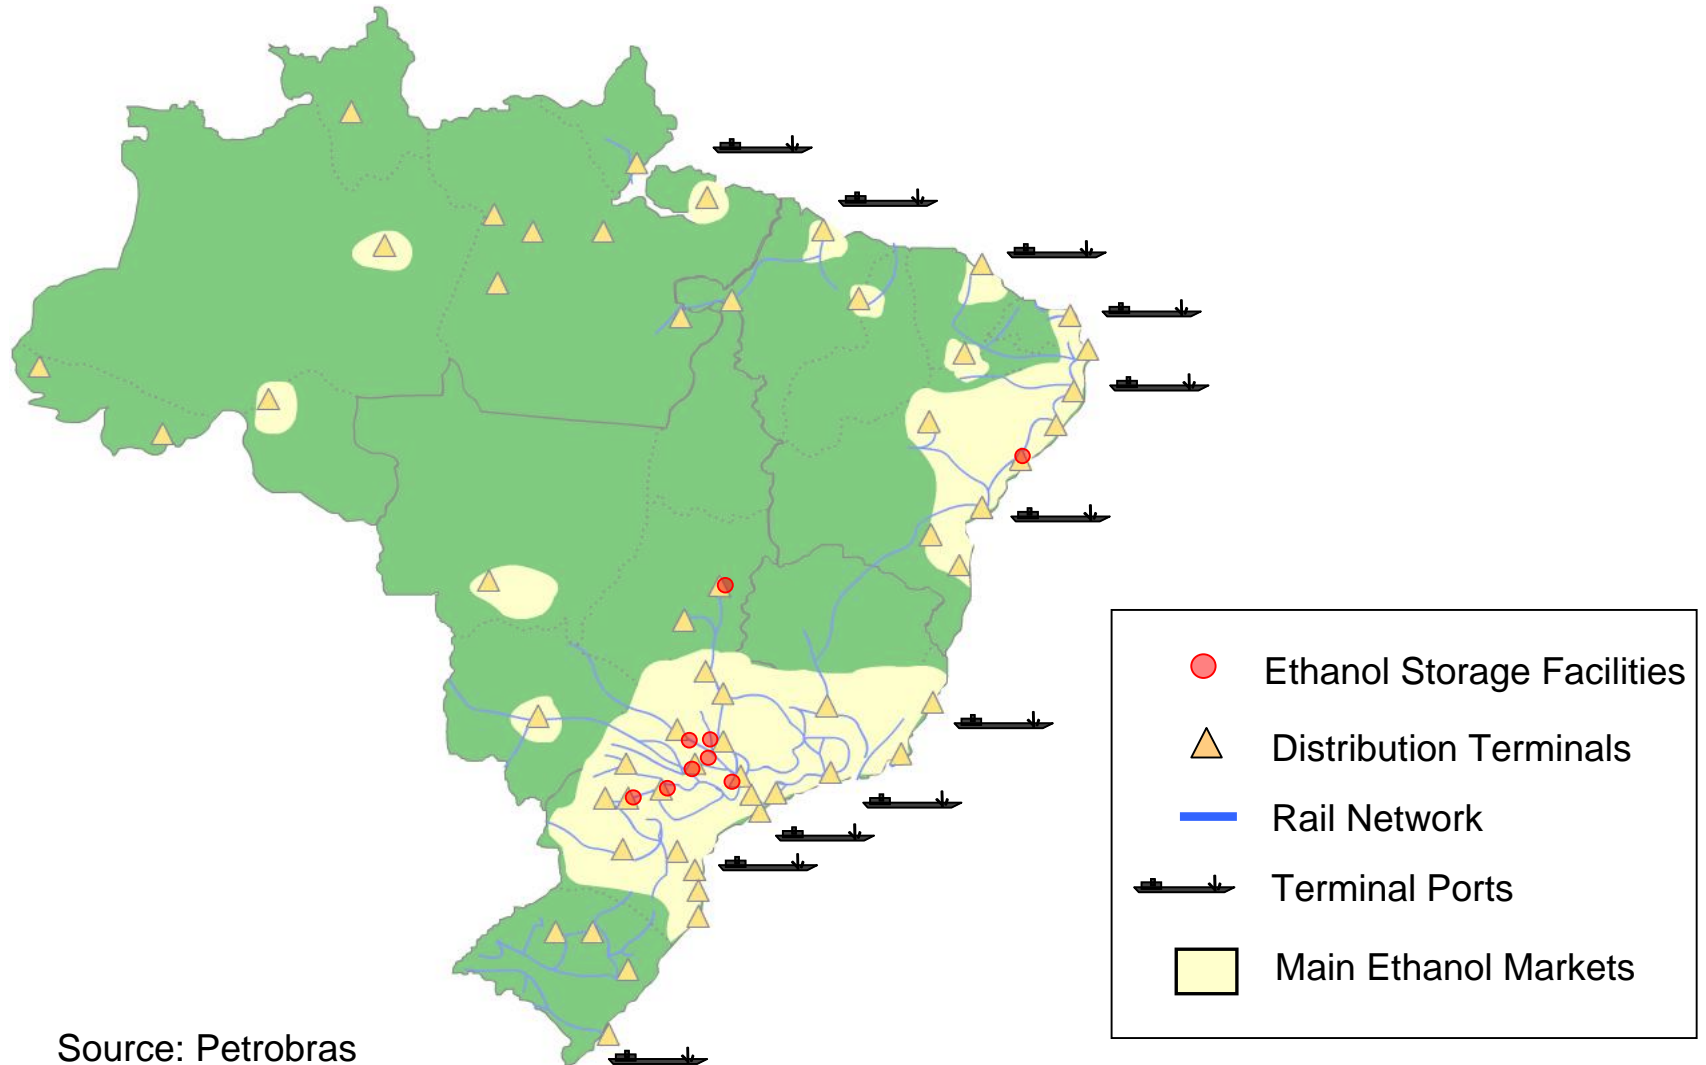 Ethanol Storage Facilities
Distribution Terminals
Rail Network
Terminal Ports
Main Ethanol Markets
Source: Petrobras